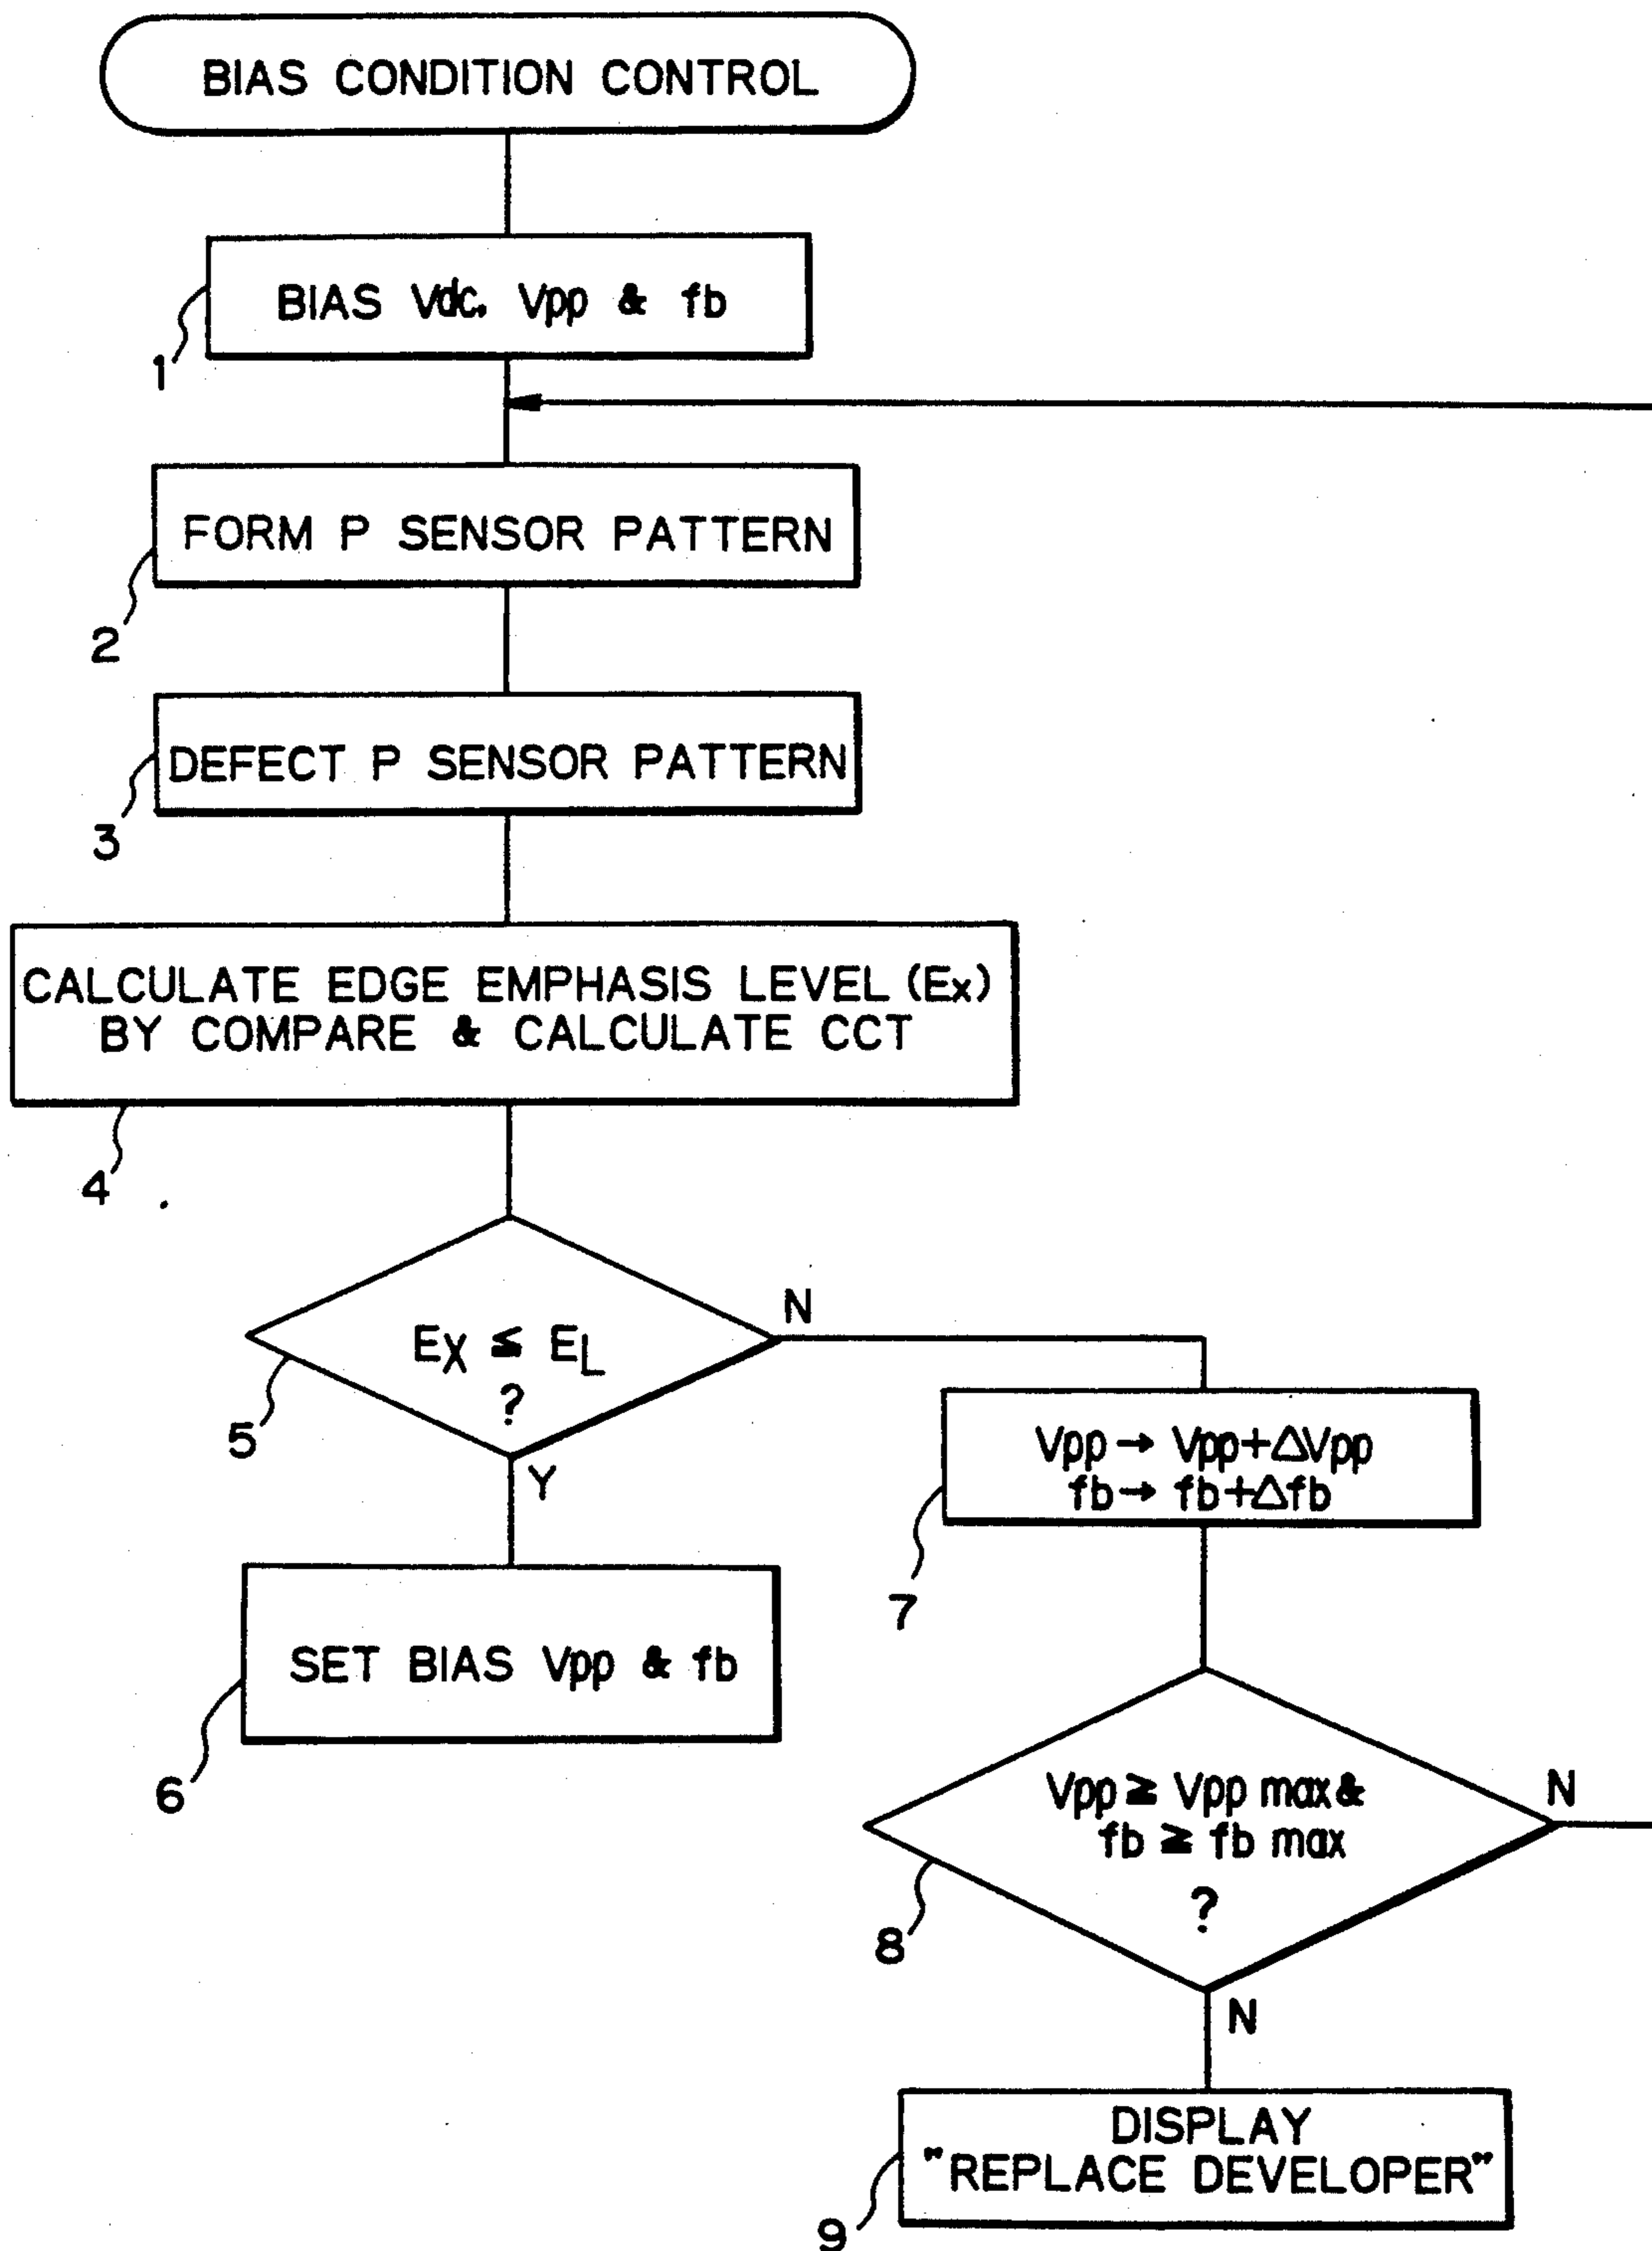 BIAS CONDITION CONTROL
BIAS Vdc. Vpp & fb
1
FORM P SENSOR PATTERN
2
DEFECT P SENSOR PATTERN
3
CALCULATE EDGE EMPHASIS LEVEL (Ex)
BY COMPARE & CALCULATE CCT
4
EX ≦ EL
?
N
5
Y
Vpp → Vpp+△Vpp
fb → fb+△fb
7
SET BIAS Vpp & fb
6
Vpp ≧ Vpp max &
fb ≧ fb max
?
N
8
N
DISPLAY
"REPLACE DEVELOPER"
9